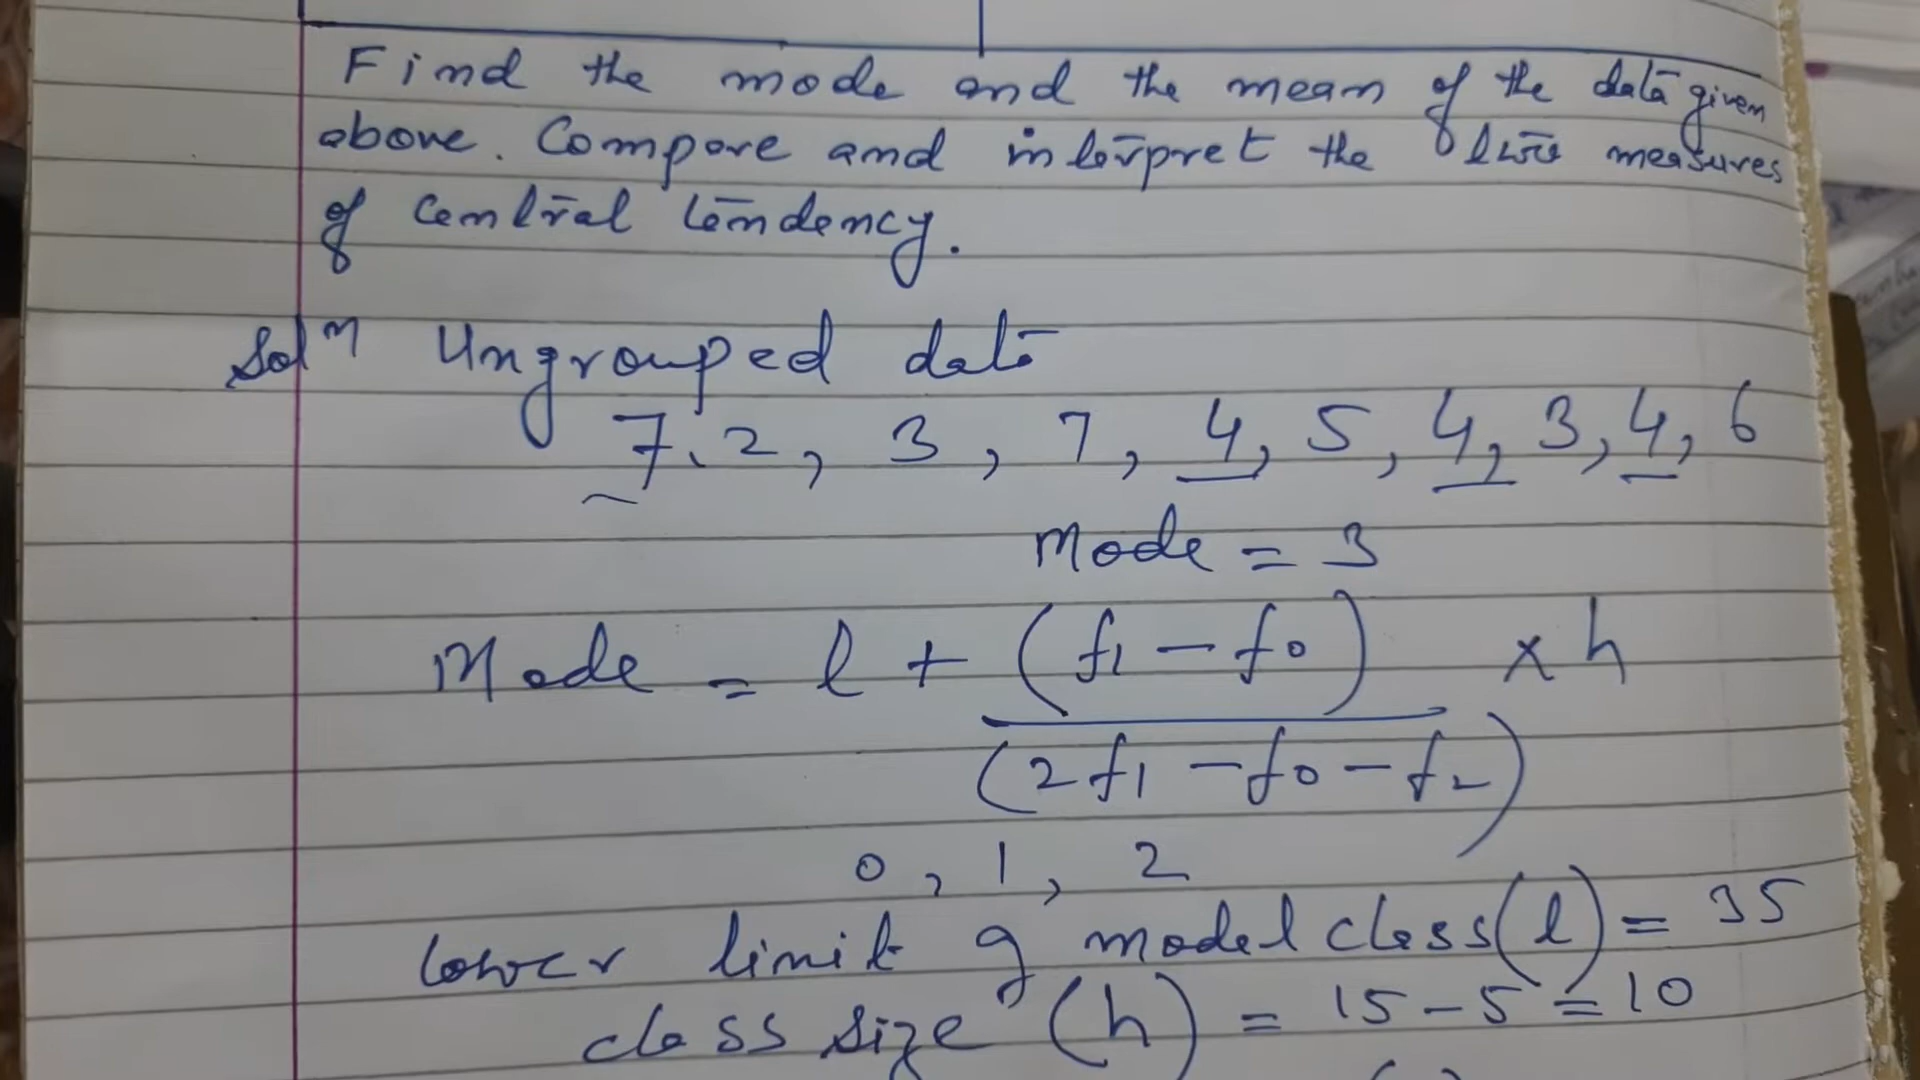 Find the mode and the mean of the data given
above. Compare and interpret the two measures
of central tendency.
Solⁿ Ungrouped data
7, 2, 3, 7, 4, 5, 4, 3, 4, 6
Mode = 3
Mode = l + (f1 - f0) x h
(2f1 - f0 - f2)
0, 1, 2
lower limit of model class (l) = 35
class size (h) = 15 - 5 = 10